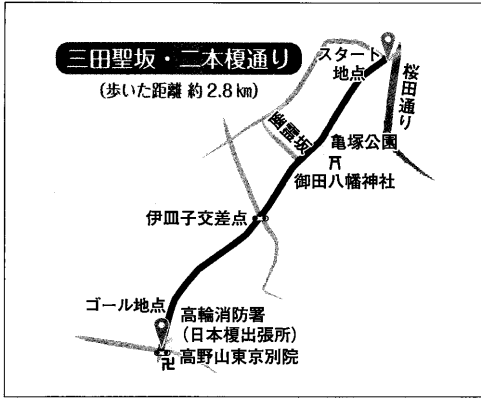 三田聖坂・二本榎通り
(歩いた距離 約2.8㎞)
スタート
地点
桜田通り
幽霊坂
亀塚公園
御田八幡神社
伊皿子交差点
ゴール地点
高輪消防署
(日本榎出張所)
卍高野山東京別院